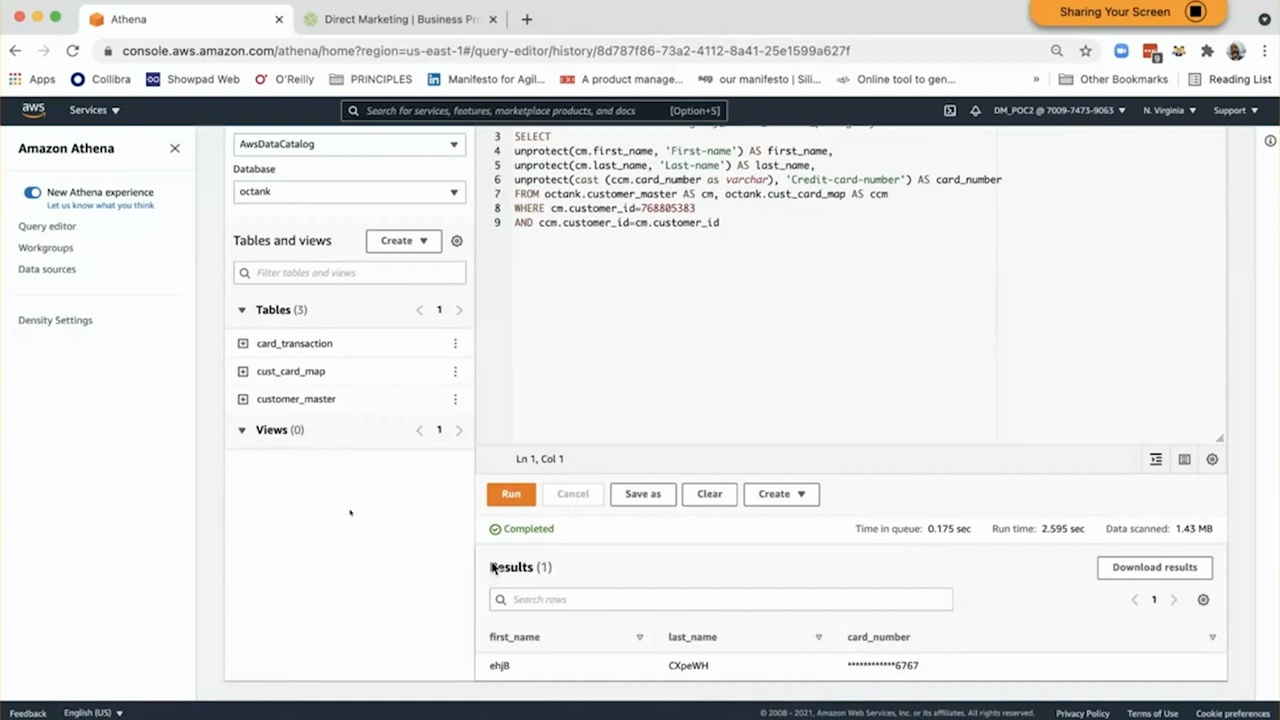 Athena
Direct Marketing | Business Pr
Sharing Your Screen
console.aws.amazon.com/athena/home?region=us-east-1#/query-editor/history/8d787f86-73a2-4112-8a41-25e1599a627f
Apps
Collibra
Showpad Web
O'Reilly
PRINCIPLES
Manifesto for Agil...
A product manage...
our manifesto | Sili...
Online tool to gen...
»
Other Bookmarks
Reading List
aws
Services
Search for services, features, marketplace products, and docs
[Option+S]
DM_POC2 @ 7009-7473-9063
N. Virginia
Support
Amazon Athena
New Athena experience
Let us know what you think
Query editor
Workgroups
Data sources
Density Settings
AwsDataCatalog
Database
octank
Tables and views
Create
Filter tables and views
Tables (3)
1
card_transaction
cust_card_map
customer_master
Views (0)
1
3 SELECT
4 unprotect(cm.first_name, 'First-name') AS first_name,
5 unprotect(cm.last_name, 'Last-name') AS last_name,
6 unprotect(cast (ccm.card_number as varchar), 'Credit-card-number') AS card_number
7 FROM octank.customer_master AS cm, octank.cust_card_map AS ccm
8 WHERE cm.customer_id=768805383
9 AND ccm.customer_id=cm.customer_id
Ln 1, Col 1
Run
Cancel
Save as
Clear
Create
Completed
Time in queue: 0.175 sec
Run time: 2.595 sec
Data scanned: 1.43 MB
Results (1)
Download results
Search rows
1
first_name
last_name
card_number
ehjB
CXpeWH
************6767
Feedback
English (US)
© 2008 - 2021, Amazon Web Services, Inc. or its affiliates. All rights reserved.
Privacy Policy
Terms of Use
Cookie preferences